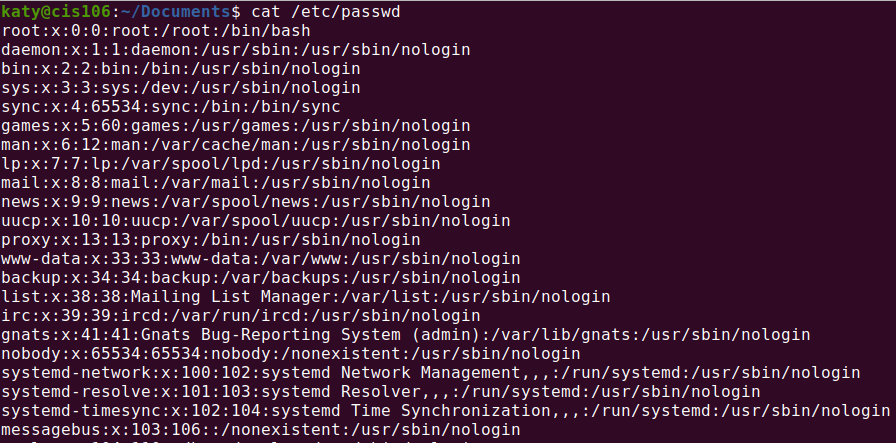 katy@cis106:~/Documents$ cat /etc/passwd
root:x:0:0:root:/root:/bin/bash
daemon:x:1:1:daemon:/usr/sbin:/usr/sbin/nologin
bin:x:2:2:bin:/bin:/usr/sbin/nologin
sys:x:3:3:sys:/dev:/usr/sbin/nologin
sync:x:4:65534:sync:/bin:/bin/sync
games:x:5:60:games:/usr/games:/usr/sbin/nologin
man:x:6:12:man:/var/cache/man:/usr/sbin/nologin
lp:x:7:7:lp:/var/spool/lpd:/usr/sbin/nologin
mail:x:8:8:mail:/var/mail:/usr/sbin/nologin
news:x:9:9:news:/var/spool/news:/usr/sbin/nologin
uucp:x:10:10:uucp:/var/spool/uucp:/usr/sbin/nologin
proxy:x:13:13:proxy:/bin:/usr/sbin/nologin
www-data:x:33:33:www-data:/var/www:/usr/sbin/nologin
backup:x:34:34:backup:/var/backups:/usr/sbin/nologin
list:x:38:38:Mailing List Manager:/var/list:/usr/sbin/nologin
irc:x:39:39:ircd:/var/run/ircd:/usr/sbin/nologin
gnats:x:41:41:Gnats Bug-Reporting System (admin):/var/lib/gnats:/usr/sbin/nologin
nobody:x:65534:65534:nobody:/nonexistent:/usr/sbin/nologin
systemd-network:x:100:102:systemd Network Management,,,:/run/systemd:/usr/sbin/nologin
systemd-resolve:x:101:103:systemd Resolver,,,:/run/systemd:/usr/sbin/nologin
systemd-timesync:x:102:104:systemd Time Synchronization,,,:/run/systemd:/usr/sbin/nologin
messagebus:x:103:106::/nonexistent:/usr/sbin/nologin